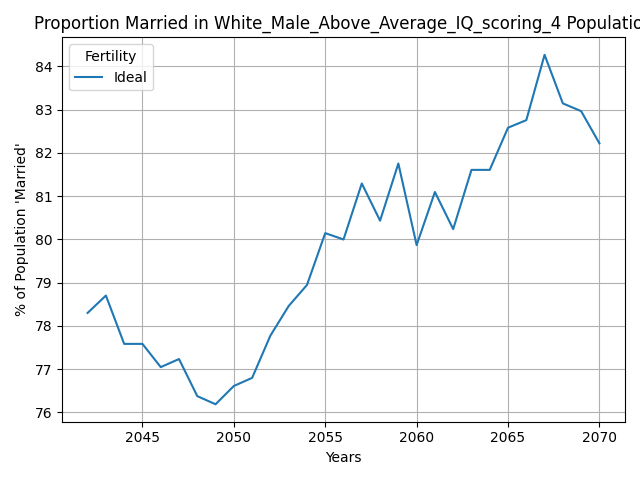 Proportion Married in White_Male_Above_Average_IQ_scoring_4 Populatio
Fertility
Ideal
% of Population 'Married'
84
83
82
81
80
79
78
77
76
2045 2050 2055 2060 2065 2070
Years